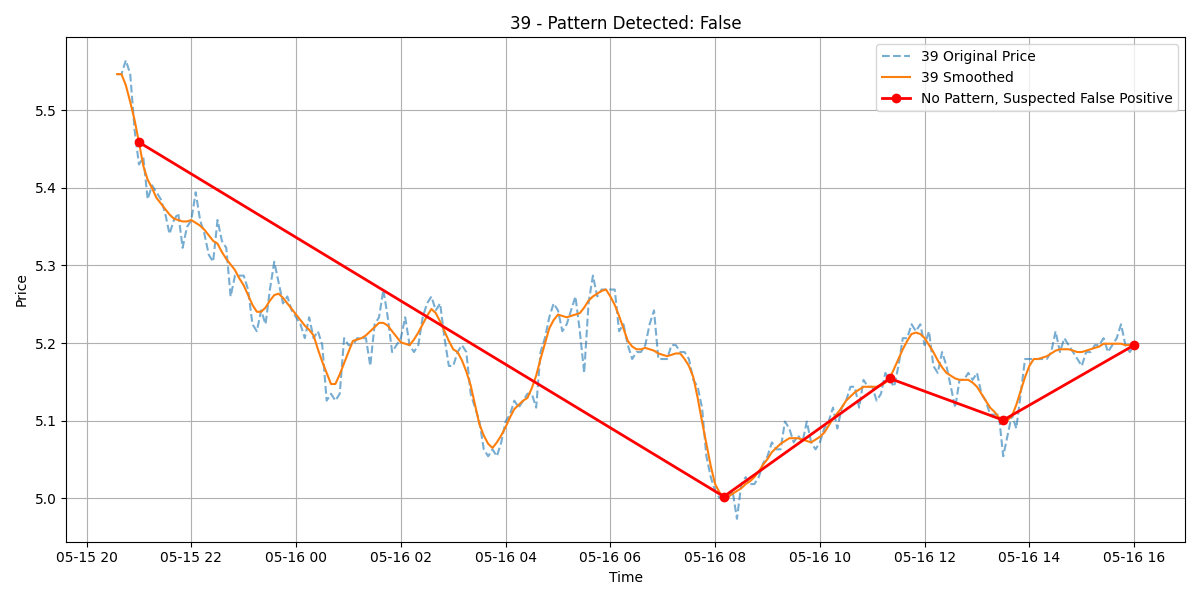 39 - Pattern Detected: False
39 Original Price
39 Smoothed
No Pattern, Suspected False Positive
Price
5.5
5.4
5.3
5.2
5.1
5.0
05-15 20 05-15 22 05-16 00 05-16 02 05-16 04 05-16 06 05-16 08 05-16 10 05-16 12 05-16 14 05-16 16
Time